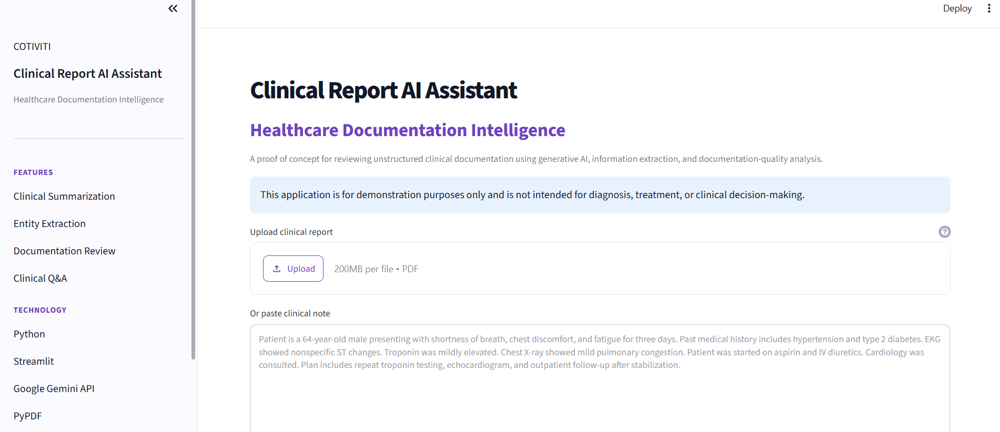 COTIVITI
Clinical Report AI Assistant
Healthcare Documentation Intelligence
FEATURES
Clinical Summarization
Entity Extraction
Documentation Review
Clinical Q&A
TECHNOLOGY
Python
Streamlit
Google Gemini API
PyPDF
Deploy
Clinical Report AI Assistant
Healthcare Documentation Intelligence
A proof of concept for reviewing unstructured clinical documentation using generative AI, information extraction, and documentation-quality analysis.
This application is for demonstration purposes only and is not intended for diagnosis, treatment, or clinical decision-making.
Upload clinical report
Upload 200MB per file • PDF
Or paste clinical note
Patient is a 64-year-old male presenting with shortness of breath, chest discomfort, and fatigue for three days. Past medical history includes hypertension and type 2 diabetes. EKG
showed nonspecific ST changes. Troponin was mildly elevated. Chest X-ray showed mild pulmonary congestion. Patient was started on aspirin and IV diuretics. Cardiology was
consulted. Plan includes repeat troponin testing, echocardiogram, and outpatient follow-up after stabilization.